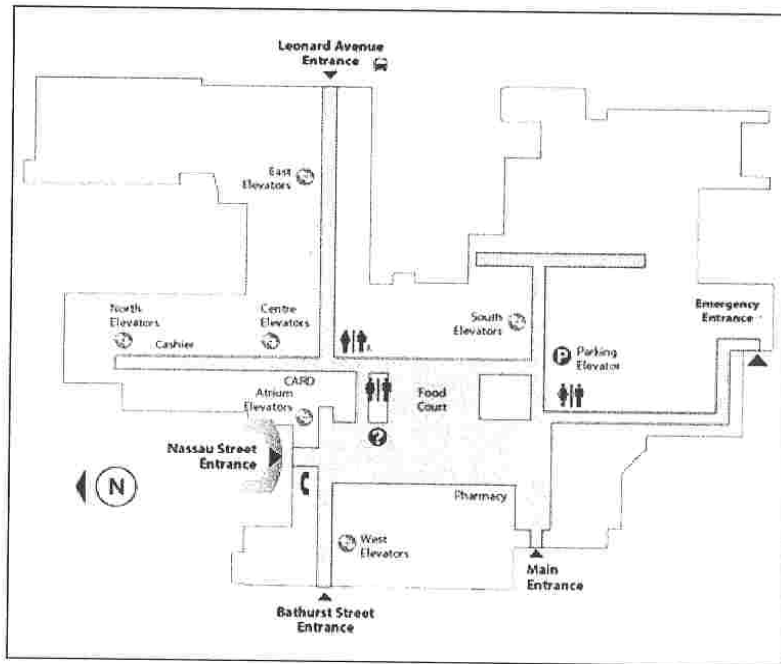 Leonard Avenue
Entrance
East
Elevators
North
Elevators
Cashier
Centre
Elevators
South
Elevators
Emergency
Entrance
P
Parking
Elevator
CARD
Atrium
Elevators
Food
Court
?
Nassau Street
Entrance
N
Pharmacy
West
Elevators
Main
Entrance
Bathurst Street
Entrance